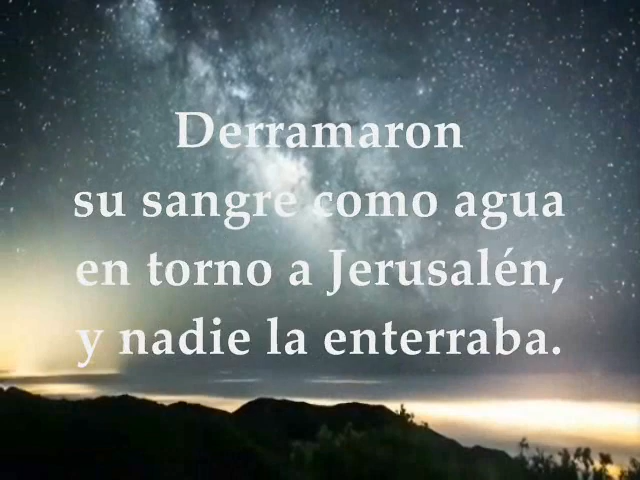 Derramaron
su sangre como agua
en torno a Jerusalén,
y nadie la enterraba.